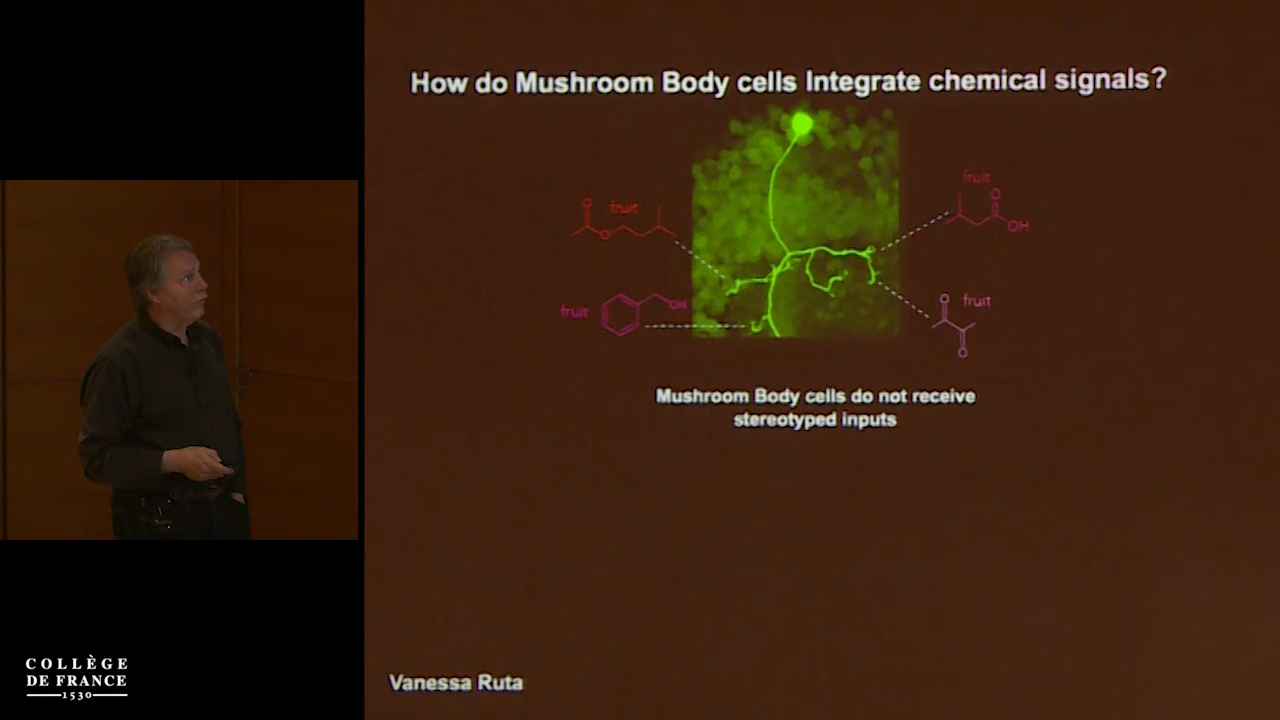 How do Mushroom Body cells Integrate chemical signals?
fruit
O
O
fruit
O
OH
fruit
OH
O
fruit
O
Mushroom Body cells do not receive
stereotyped inputs
Vanessa Ruta
COLLÈGE
DE FRANCE
1530